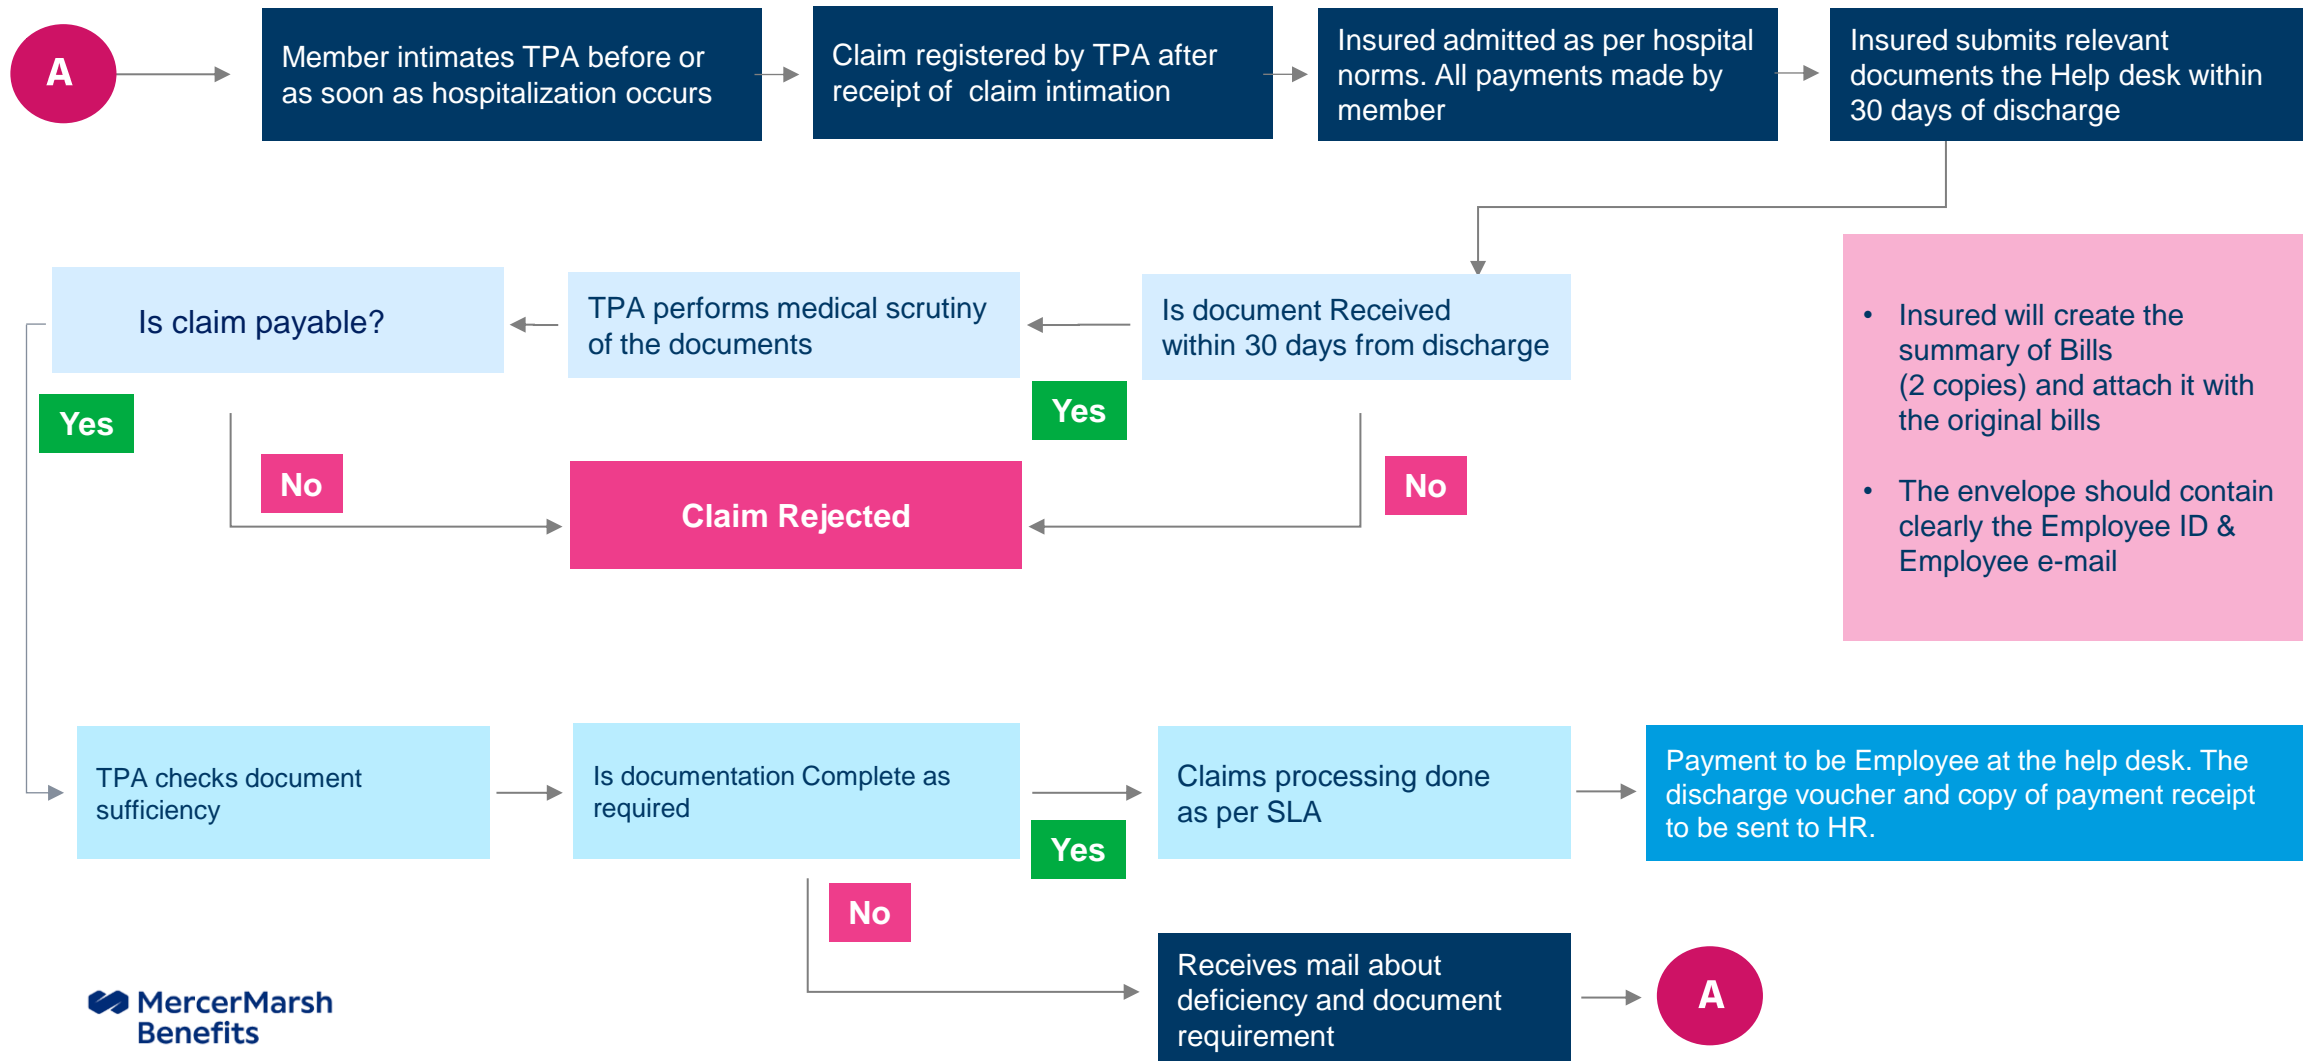 A
Member intimates TPA before or
as soon as hospitalization occurs
Claim registered by TPA after
receipt of  claim intimation
Insured admitted as per hospital
norms. All payments made by
member
Insured submits relevant
documents the Help desk within
30 days of discharge
Is claim payable?
TPA performs medical scrutiny
of the documents
Is document Received
within 30 days from discharge
Yes
No
Claim Rejected
Yes
No
• Insured will create the
summary of Bills
(2 copies) and attach it with
the original bills
• The envelope should contain
clearly the Employee ID &
Employee e-mail
TPA checks document
sufficiency
Is documentation Complete as
required
Yes
No
Claims processing done
as per SLA
Payment to be Employee at the help desk. The
discharge voucher and copy of payment receipt
to be sent to HR.
Receives mail about
deficiency and document
requirement
A
MercerMarsh
Benefits